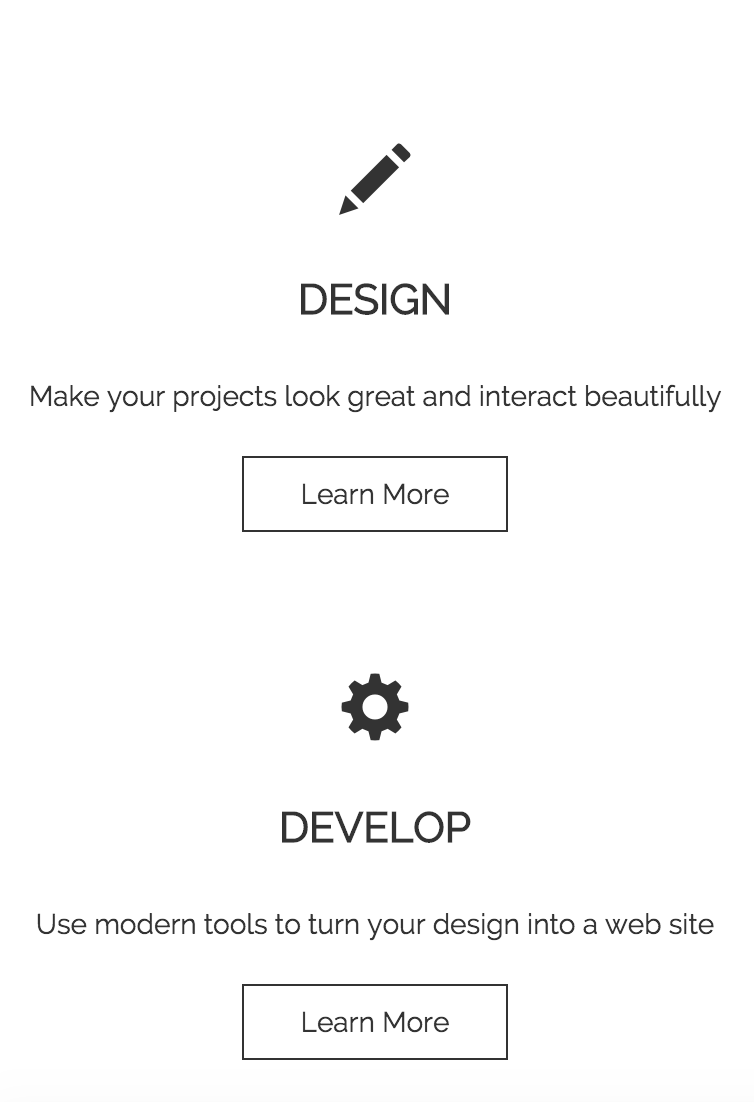 DESIGN
Make your projects look great and interact beautifully
Learn More
DEVELOP
Use modern tools to turn your design into a web site
Learn More